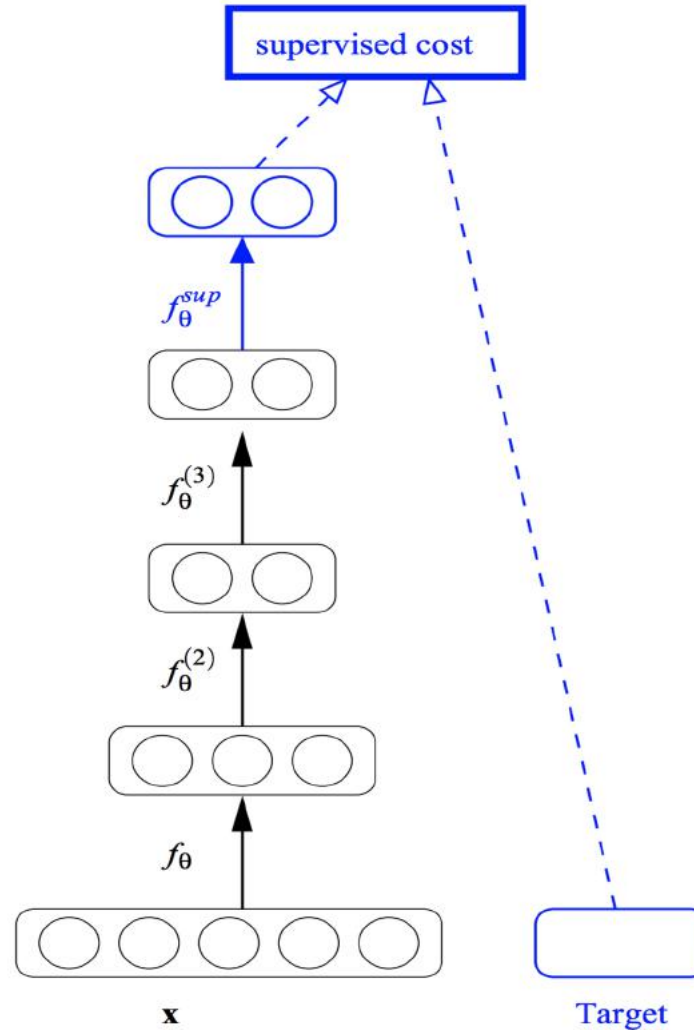 supervised cost
f_θ^{sup}
f_θ^{(3)}
f_θ^{(2)}
f_θ
x
Target